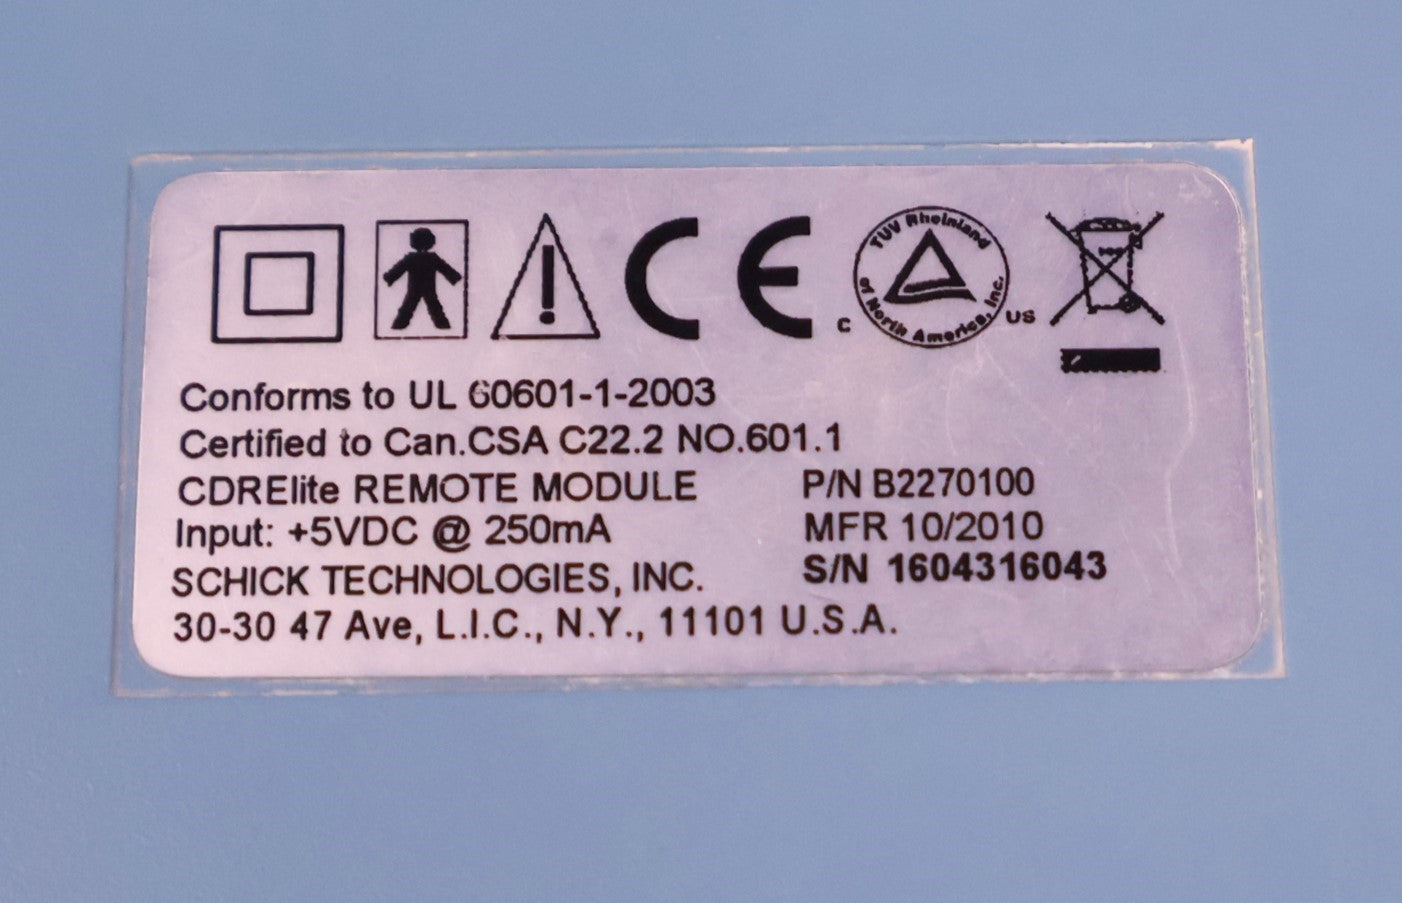 CE
TUV Rheinland
of North America, Inc.
C US
Conforms to UL 60601-1-2003
Certified to Can.CSA C22.2 NO.601.1
CDRElite REMOTE MODULE P/N B2270100
Input: +5VDC @ 250mA MFR 10/2010
SCHICK TECHNOLOGIES, INC. S/N 1604316043
30-30 47 Ave, L.I.C., N.Y., 11101 U.S.A.